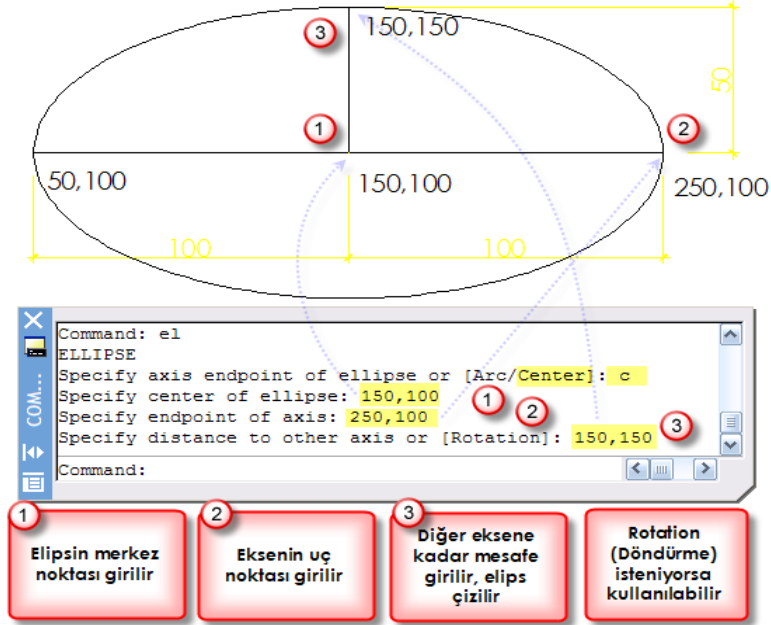 3
150,150
50
1
2
50,100
150,100
250,100
100
100
Command: el
ELLIPSE
Specify axis endpoint of ellipse or [Arc/Center]: c
Specify center of ellipse: 150,100
1
Specify endpoint of axis: 250,100
2
Specify distance to other axis or [Rotation]: 150,150
3
Command:
COM...
1
Elipsin merkez
noktası girilir
2
Eksenin uç
noktası girilir
3
Diğer eksene
kadar mesafe
girilir, elips
çizilir
Rotation
(Döndürme)
isteniyorsa
kullanılabilir